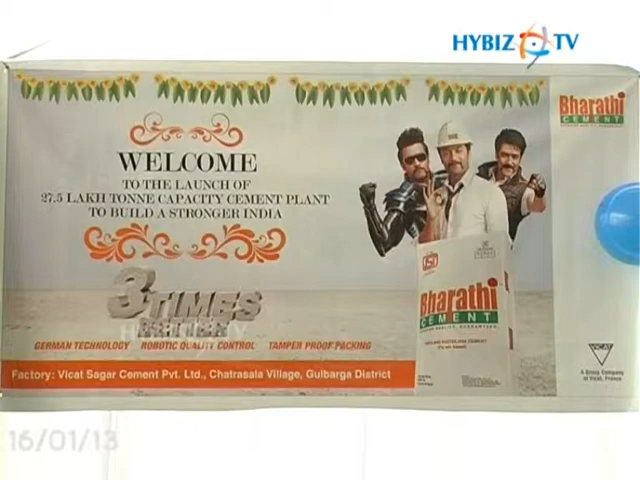 HYBIZ TV
Bharathi
CEMENT
WELCOME
TO THE LAUNCH OF
27.5 LAKH TONNE CAPACITY CEMENT PLANT
TO BUILD A STRONGER INDIA
3 TIMES
BETTER
GERMAN TECHNOLOGY ROBOTIC QUALITY CONTROL TAMPER PROOF PACKING
Factory: Vicat Sagar Cement Pvt. Ltd., Chatrasala Village, Gulbarga District
ISI
Bharathi
CEMENT
VICAT
A Group Company
of Vicat, France
16/01/13